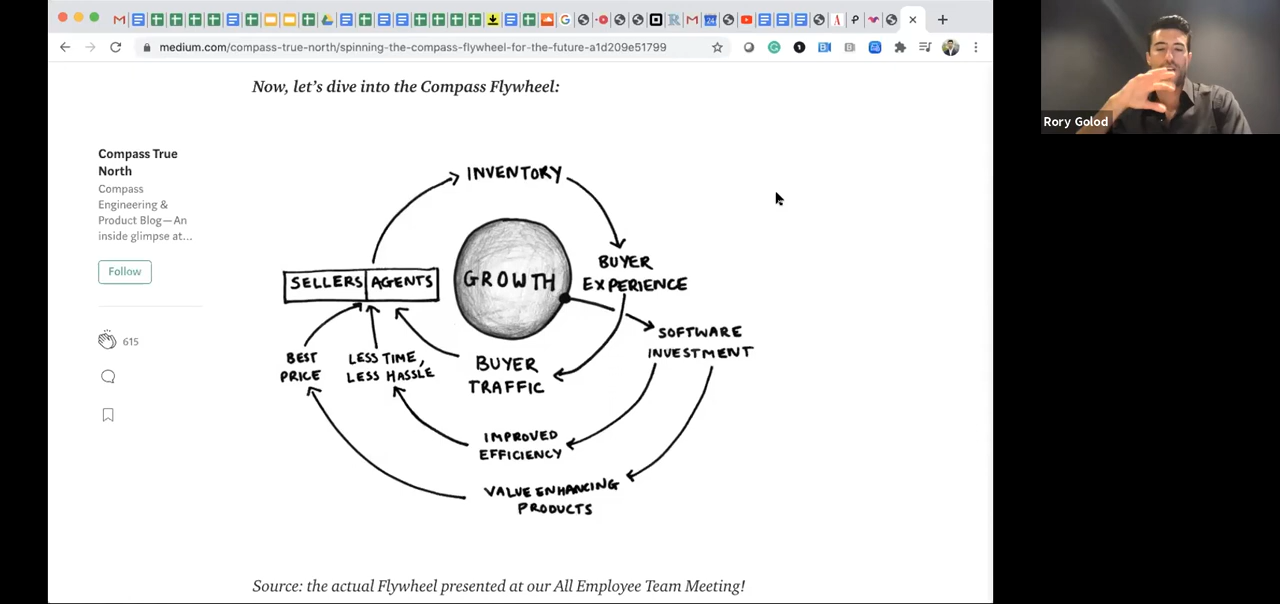 medium.com/compass-true-north/spinning-the-compass-flywheel-for-the-future-a1d209e51799
Now, let's dive into the Compass Flywheel:
Compass True
North
Compass
Engineering &
Product Blog—An
inside glimpse at...
Follow
615
INVENTORY
BUYER
EXPERIENCE
GROWTH
SELLERS AGENTS
SOFTWARE
INVESTMENT
BEST
PRICE
LESS TIME,
LESS HASSLE
BUYER
TRAFFIC
IMPROVED
EFFICIENCY
VALUE ENHANCING
PRODUCTS
Source: the actual Flywheel presented at our All Employee Team Meeting!
Rory Golod